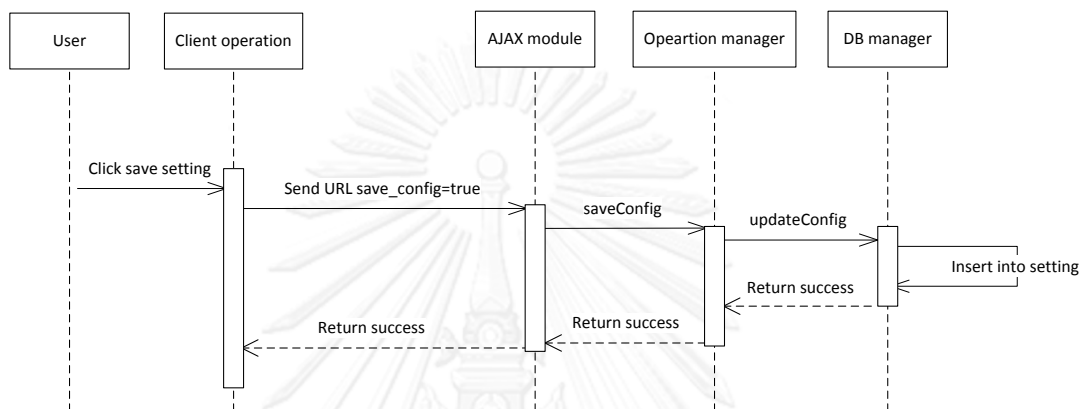 User
Client operation
AJAX module
Opeartion manager
DB manager
Click save setting
Send URL save_config=true
saveConfig
updateConfig
Insert into setting
Return success
Return success
Return success